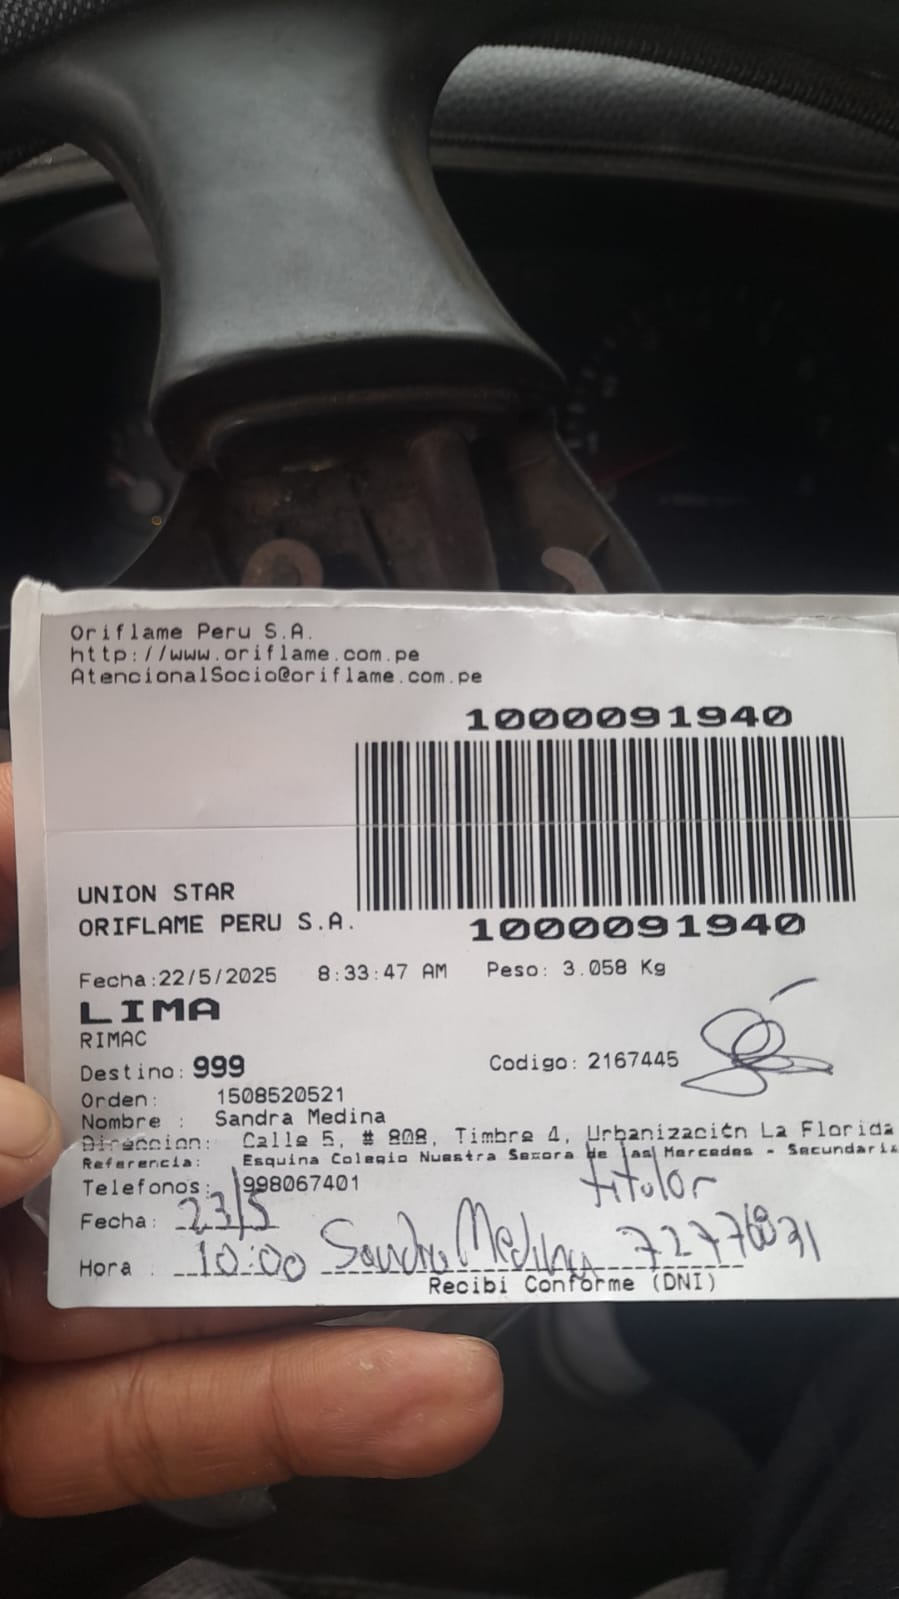 Oriflame Peru S.A.
http://www.oriflame.com.pe
AtencionalSocio@oriflame.com.pe
1000091940
1000091940
UNION STAR
ORIFLAME PERU S.A.
Fecha:22/5/2025 8:33:47 AM Peso: 3.058 Kg
LIMA
RIMAC
Destino: 999
Codigo: 2167445
Orden: 1508520521
Nombre : Sandra Medina
Direccion: Calle 5, # 808, Timbre 4, Urbanización La Florida
Referencia: Esquina Colegio Nuestra Senora de las Mercedes - Secundaria
Telefonos: 998067401
titular
Fecha: 23/5
Hora : 10:00 Sandra Medina
Recibi Conforme (DNI)